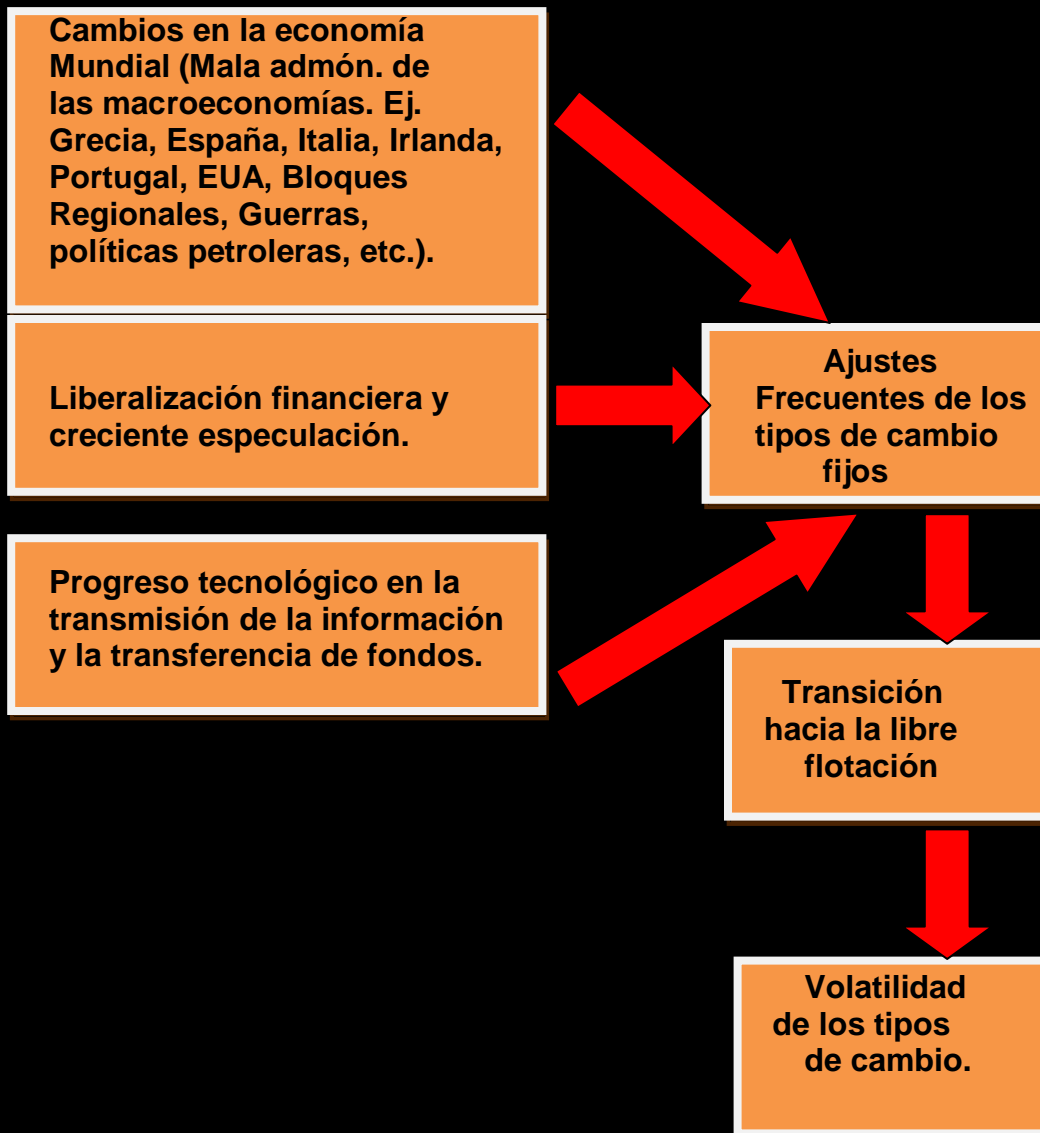 Cambios en la economía
Mundial (Mala admón. de
las macroeconomías. Ej.
Grecia, España, Italia, Irlanda,
Portugal, EUA, Bloques
Regionales, Guerras,
políticas petroleras, etc.).
Liberalización financiera y
creciente especulación.
Progreso tecnológico en la
transmisión de la información
y la transferencia de fondos.
Ajustes
Frecuentes de los
tipos de cambio
fijos
Transición
hacia la libre
flotación
Volatilidad
de los tipos
de cambio.